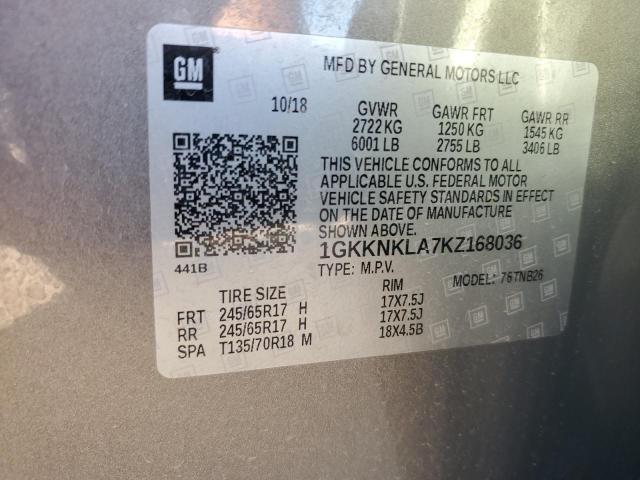 GM
MFD BY GENERAL MOTORS LLC
10/18
GVWR GAWR FRT GAWR RR
2722 KG 1250 KG 1545 KG
6001 LB 2755 LB 3406 LB
THIS VEHICLE CONFORMS TO ALL
APPLICABLE U.S. FEDERAL MOTOR
VEHICLE SAFETY STANDARDS IN EFFECT
ON THE DATE OF MANUFACTURE
SHOWN ABOVE.
1GKKNKLA7KZ168036
441B
TYPE: M.P.V. MODEL: 76TNB26
TIRE SIZE RIM
FRT 245/65R17 H 17X7.5J
RR 245/65R17 H 17X7.5J
SPA T135/70R18 M 18X4.5B